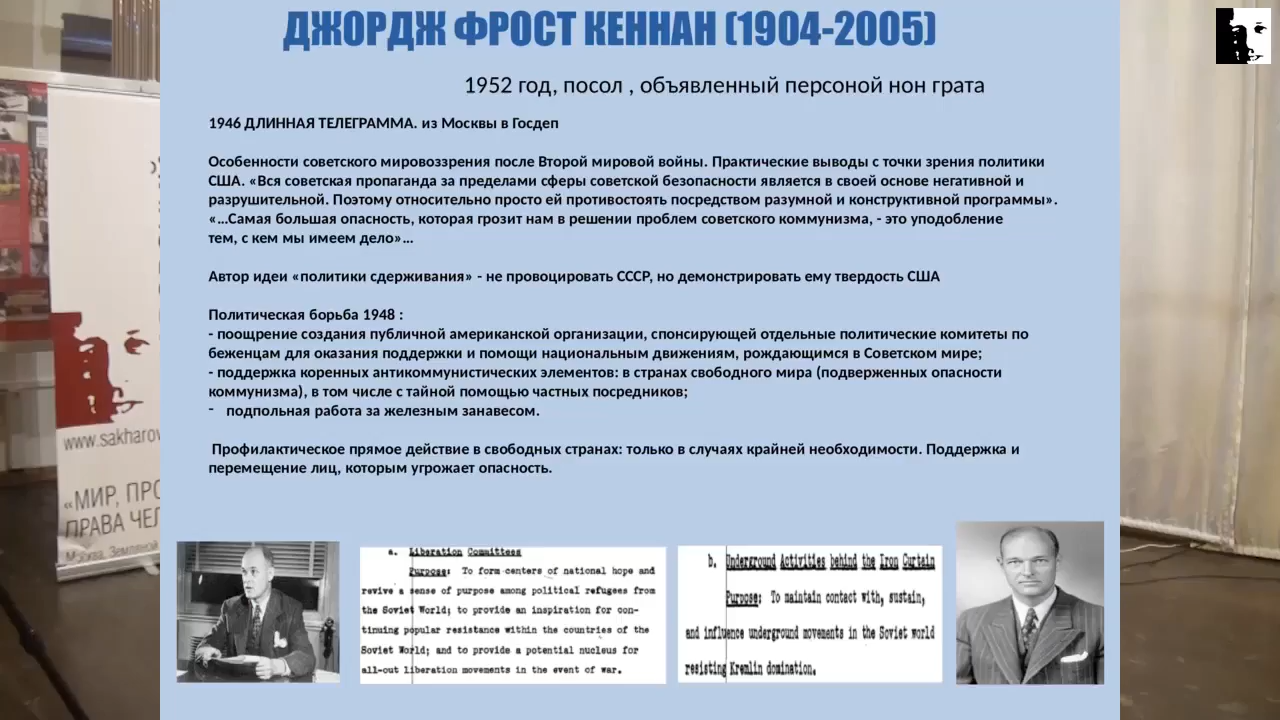 ДЖОРДЖ ФРОСТ КЕННАН (1904-2005)
1952 год, посол , объявленный персоной нон грата
1946 ДЛИННАЯ ТЕЛЕГРАММА. из Москвы в Госдеп
Особенности советского мировоззрения после Второй мировой войны. Практические выводы с точки зрения политики
США. «Вся советская пропаганда за пределами сферы советской безопасности является в своей основе негативной и
разрушительной. Поэтому относительно просто ей противостоять посредством разумной и конструктивной программы».
«…Самая большая опасность, которая грозит нам в решении проблем советского коммунизма, - это уподобление
тем, с кем мы имеем дело»…
Автор идеи «политики сдерживания» - не провоцировать СССР, но демонстрировать ему твердость США
Политическая борьба 1948 :
- поощрение создания публичной американской организации, спонсирующей отдельные политические комитеты по
беженцам для оказания поддержки и помощи национальным движениям, рождающимся в Советском мире;
- поддержка коренных антикоммунистических элементов: в странах свободного мира (подверженных опасности
коммунизма), в том числе с тайной помощью частных посредников;
- подпольная работа за железным занавесом.
Профилактическое прямое действие в свободных странах: только в случаях крайней необходимости. Поддержка и
перемещение лиц, которым угрожает опасность.
a. Liberation Committees
Purpose: To form centers of national hope and
revive a sense of purpose among political refugees from
the Soviet World; to provide an inspiration for con-
tinuing popular resistance within the countries of the
Soviet World; and to provide a potential nucleus for
all-out liberation movements in the event of war.
b. Underground Activities behind the Iron Curtain
Purpose: To maintain contact with, sustain,
and influence underground movements in the Soviet world
resisting Kremlin domination.
www.sakharov
«МИР, ПРО
ПРАВА ЧЕЛ
Москва, Земляной